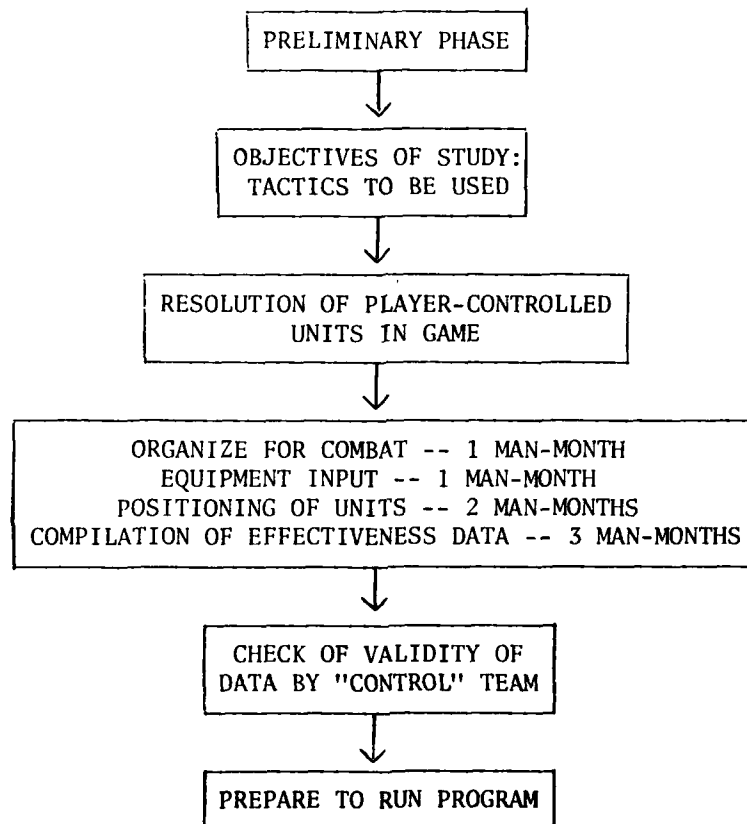 PRELIMINARY PHASE
OBJECTIVES OF STUDY:
TACTICS TO BE USED
RESOLUTION OF PLAYER-CONTROLLED
UNITS IN GAME
ORGANIZE FOR COMBAT -- 1 MAN-MONTH
EQUIPMENT INPUT -- 1 MAN-MONTH
POSITIONING OF UNITS -- 2 MAN-MONTHS
COMPILATION OF EFFECTIVENESS DATA -- 3 MAN-MONTHS
CHECK OF VALIDITY OF
DATA BY "CONTROL" TEAM
PREPARE TO RUN PROGRAM